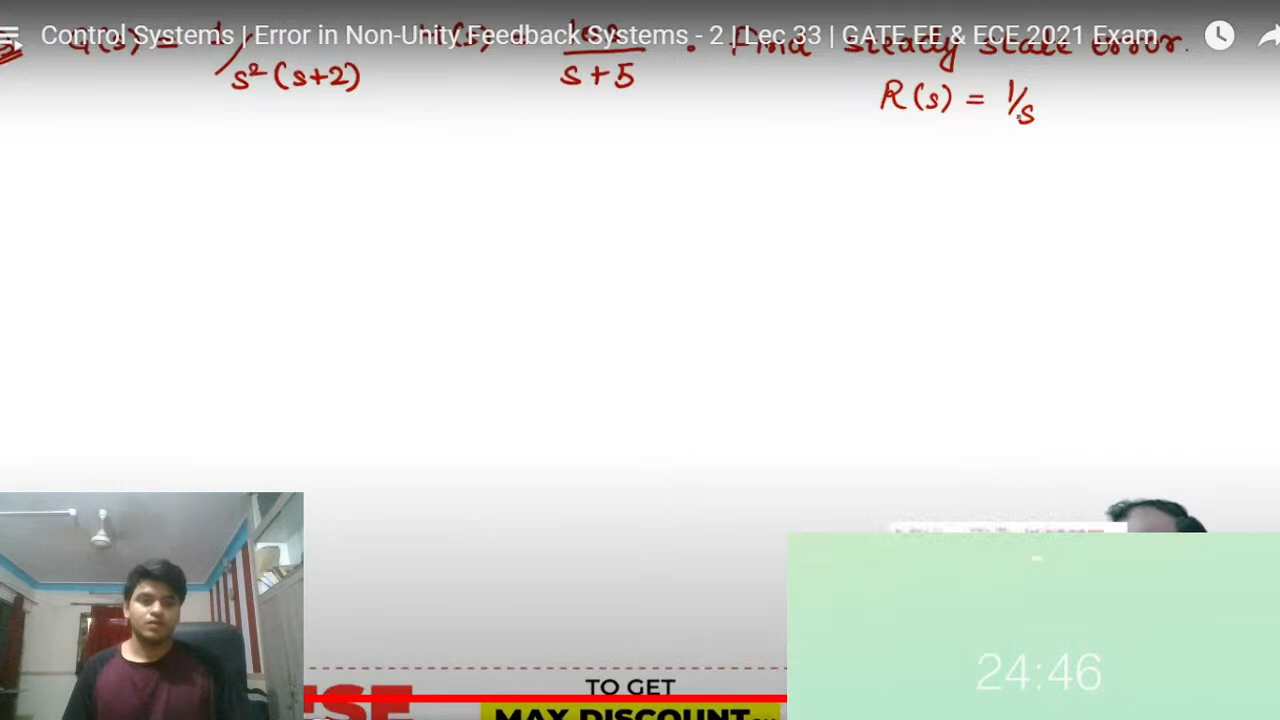 Control Systems | Error in Non-Unity Feedback Systems - 2 | Lec 33 | GATE EE & ECE 2021 Exam
G(s) = 1/s²(s+2) . Find steady state error.
s+5
R(s) = 1/s
24:46
TO GET
MAX DISCOUNT